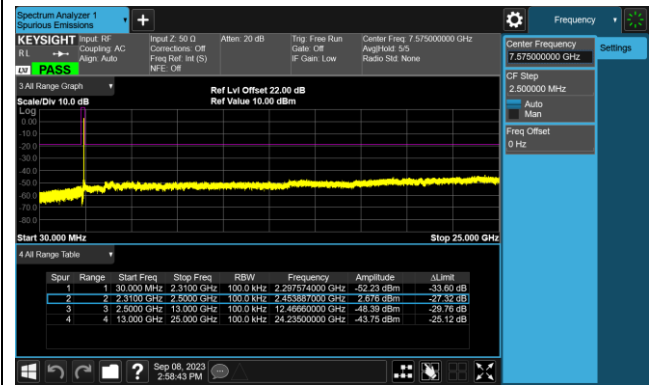 Spectrum Analyzer 1
Spurious Emissions
Frequency
KEYSIGHT
RL
Input: RF
Coupling: AC
Align: Auto
Input Z: 50 Ω
Corrections: Off
Freq Ref: Int (S)
NFE: Off
Atten: 20 dB
Trig: Free Run
Gate: Off
IF Gain: Low
Center Freq: 7.575000000 GHz
Avg|Hold: 5/5
Radio Std: None
LXI PASS
Center Frequency
7.575000000 GHz
Settings
CF Step
2.500000 MHz
Auto
Man
Freq Offset
0 Hz
3 All Range Graph
Scale/Div 10.0 dB
Ref Lvl Offset 22.00 dB
Ref Value 10.00 dBm
Log
0.00
-10.0
-20.0
-30.0
-40.0
-50.0
-60.0
-70.0
-80.0
Start 30.000 MHz Stop 25.000 GHz
4 All Range Table
Spur Range Start Freq Stop Freq RBW Frequency Amplitude ΔLimit
1 1 30.000 MHz 2.3100 GHz 100.0 kHz 2.297574000 GHz -52.23 dBm -33.60 dB
2 2 2.3100 GHz 2.5000 GHz 100.0 kHz 2.453887000 GHz 2.676 dBm -27.32 dB
3 3 2.5000 GHz 13.000 GHz 100.0 kHz 12.46660000 GHz -48.39 dBm -29.76 dB
4 4 13.000 GHz 25.000 GHz 100.0 kHz 24.23500000 GHz -43.75 dBm -25.12 dB
?
Sep 08, 2023
2:58:43 PM